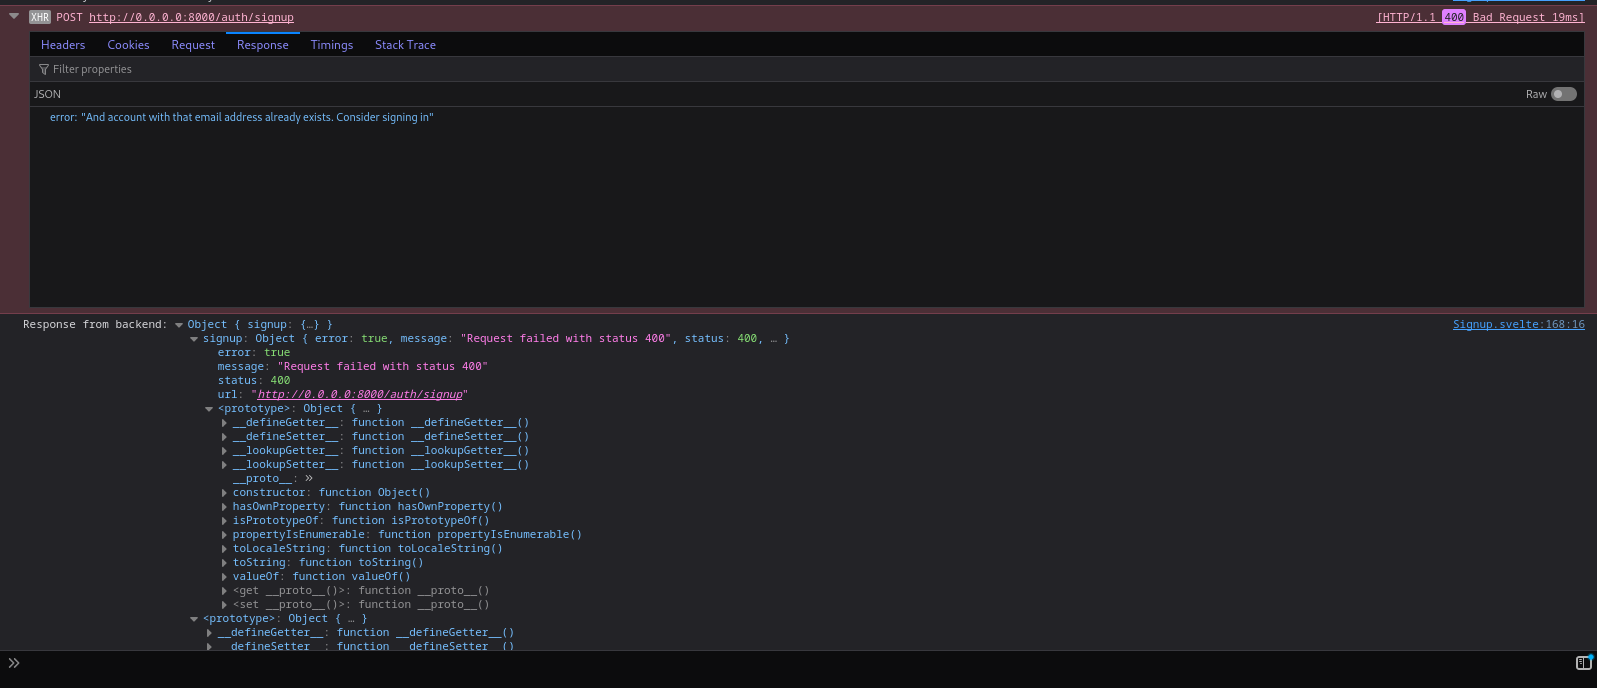 XHR POST http://0.0.0.0:8000/auth/signup [HTTP/1.1 400 Bad Request 19ms]
Headers Cookies Request Response Timings Stack Trace
Filter properties
JSON Raw
error: "And account with that email address already exists. Consider signing in"
Response from backend: Object { signup: {…} } Signup.svelte:168:16
signup: Object { error: true, message: "Request failed with status 400", status: 400, … }
error: true
message: "Request failed with status 400"
status: 400
url: "http://0.0.0.0:8000/auth/signup"
<prototype>: Object { … }
__defineGetter__: function __defineGetter__()
__defineSetter__: function __defineSetter__()
__lookupGetter__: function __lookupGetter__()
__lookupSetter__: function __lookupSetter__()
__proto__: »
constructor: function Object()
hasOwnProperty: function hasOwnProperty()
isPrototypeOf: function isPrototypeOf()
propertyIsEnumerable: function propertyIsEnumerable()
toLocaleString: function toLocaleString()
toString: function toString()
valueOf: function valueOf()
<get __proto__()>: function __proto__()
<set __proto__()>: function __proto__()
<prototype>: Object { … }
__defineGetter__: function __defineGetter__()
__defineSetter__: function __defineSetter__()
»